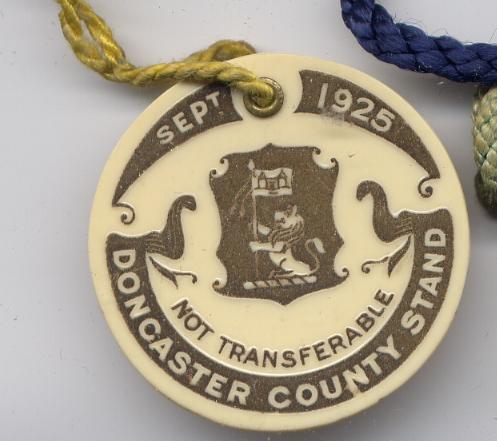 SEPT 1925
NOT TRANSFERABLE
DONCASTER COUNTY STAND